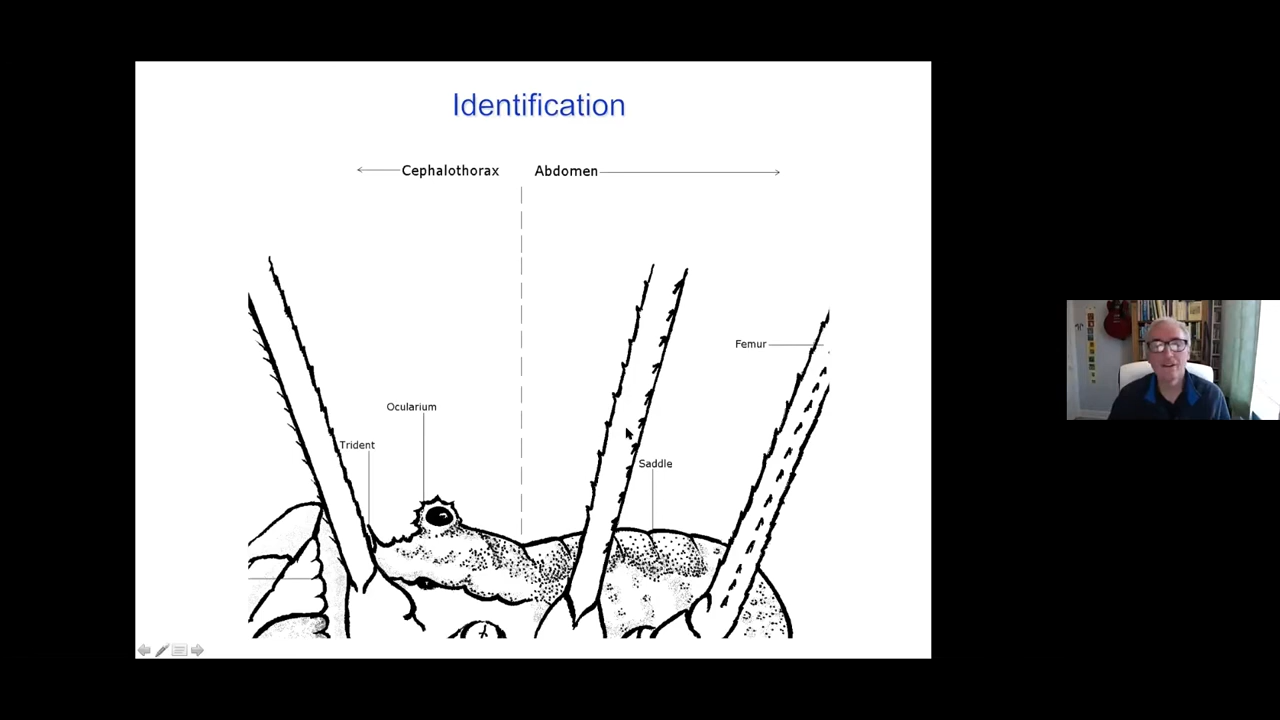 Identification
Cephalothorax
Abdomen
Femur
Ocularium
Trident
Saddle